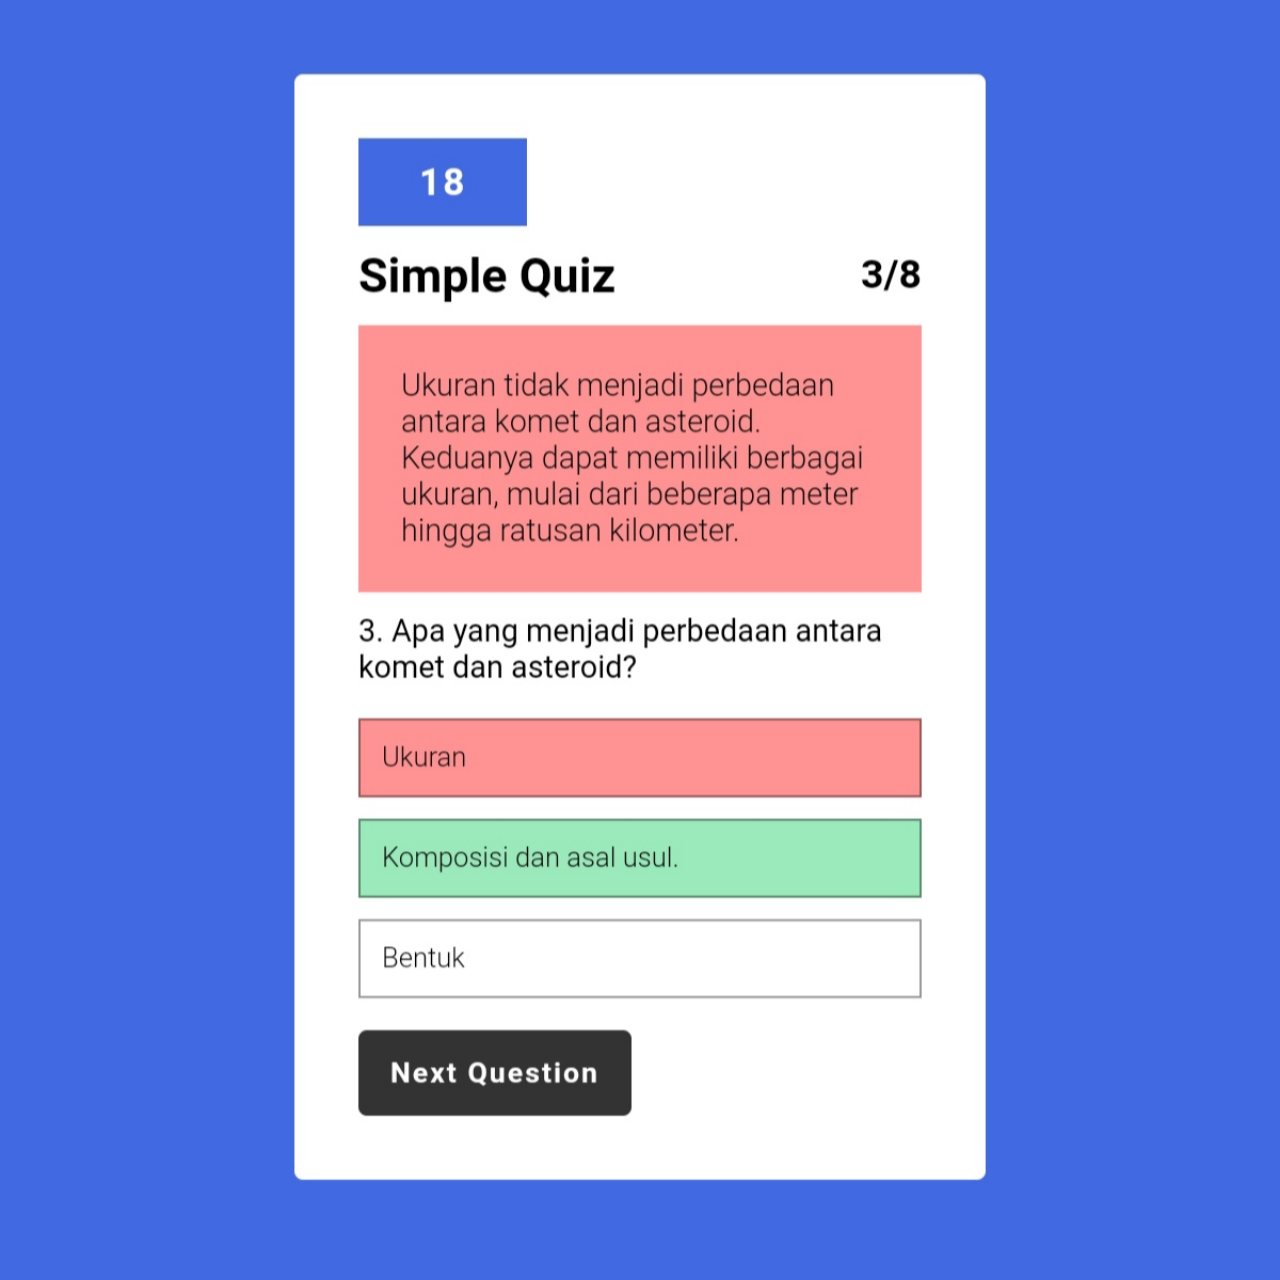 18
Simple Quiz
3/8
Ukuran tidak menjadi perbedaan
antara komet dan asteroid.
Keduanya dapat memiliki berbagai
ukuran, mulai dari beberapa meter
hingga ratusan kilometer.
3. Apa yang menjadi perbedaan antara
komet dan asteroid?
Ukuran
Komposisi dan asal usul.
Bentuk
Next Question